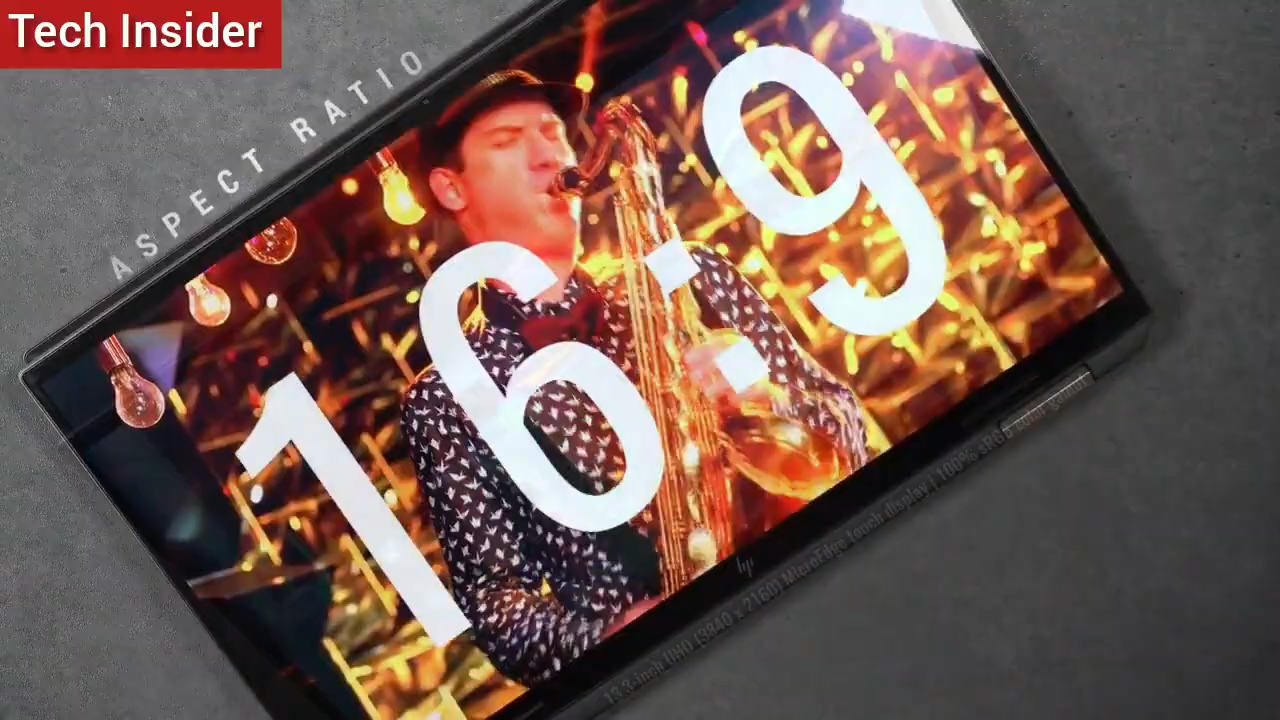 Tech Insider
ASPECT RATIO
16:9
hp
13.3-inch UHD (3840 x 2160) MicroEdge touch display | 100% sRGB color gamut